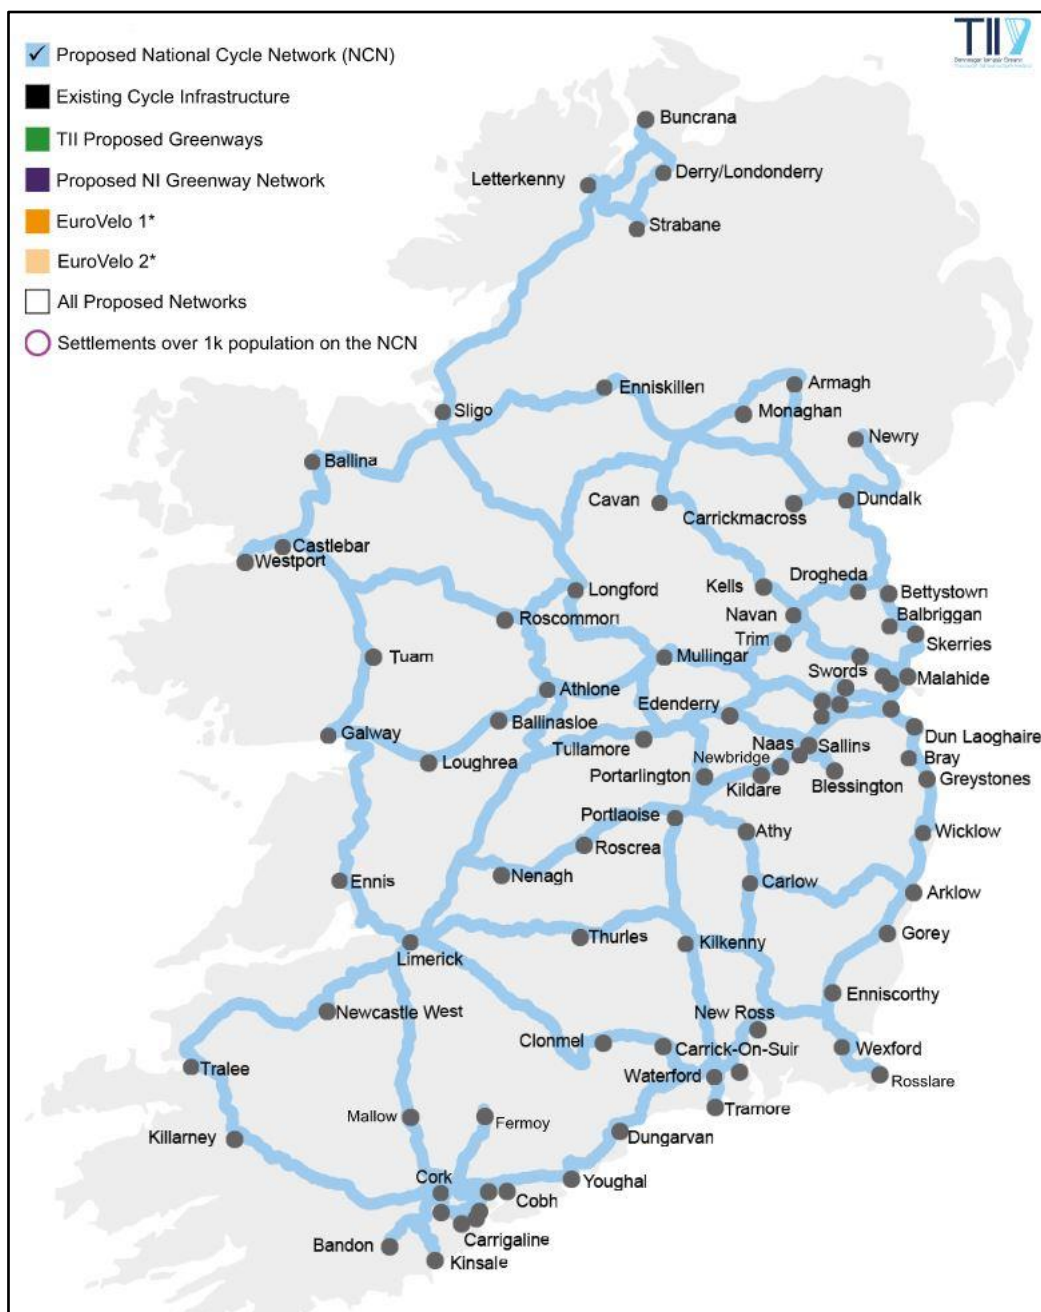 TII
Proposed National Cycle Network (NCN)
Existing Cycle Infrastructure
TII Proposed Greenways
Proposed NI Greenway Network
EuroVelo 1*
EuroVelo 2*
All Proposed Networks
Settlements over 1k population on the NCN
Buncrana
Derry/Londonderry
Letterkenny
Strabane
Enniskillen
Armagh
Sligo
Monaghan
Newry
Ballina
Cavan
Carrickmacross
Dundalk
Castlebar
Westport
Drogheda
Longford
Kells
Bettystown
Roscommon
Navan
Balbriggan
Trim
Skerries
Tuam
Mullingar
Swords
Malahide
Athlone
Edenderry
Ballinasloe
Galway
Tullamore
Naas
Sallins
Dun Laoghaire
Loughrea
Newbridge
Bray
Portarlington
Kildare
Blessington
Greystones
Portlaoise
Athy
Wicklow
Roscrea
Ennis
Nenagh
Carlow
Arklow
Thurles
Kilkenny
Gorey
Limerick
Enniscorthy
Newcastle West
New Ross
Clonmel
Carrick-On-Suir
Wexford
Tralee
Waterford
Rosslare
Mallow
Fermoy
Tramore
Killarney
Dungarvan
Cork
Youghal
Cobh
Carrigaline
Bandon
Kinsale